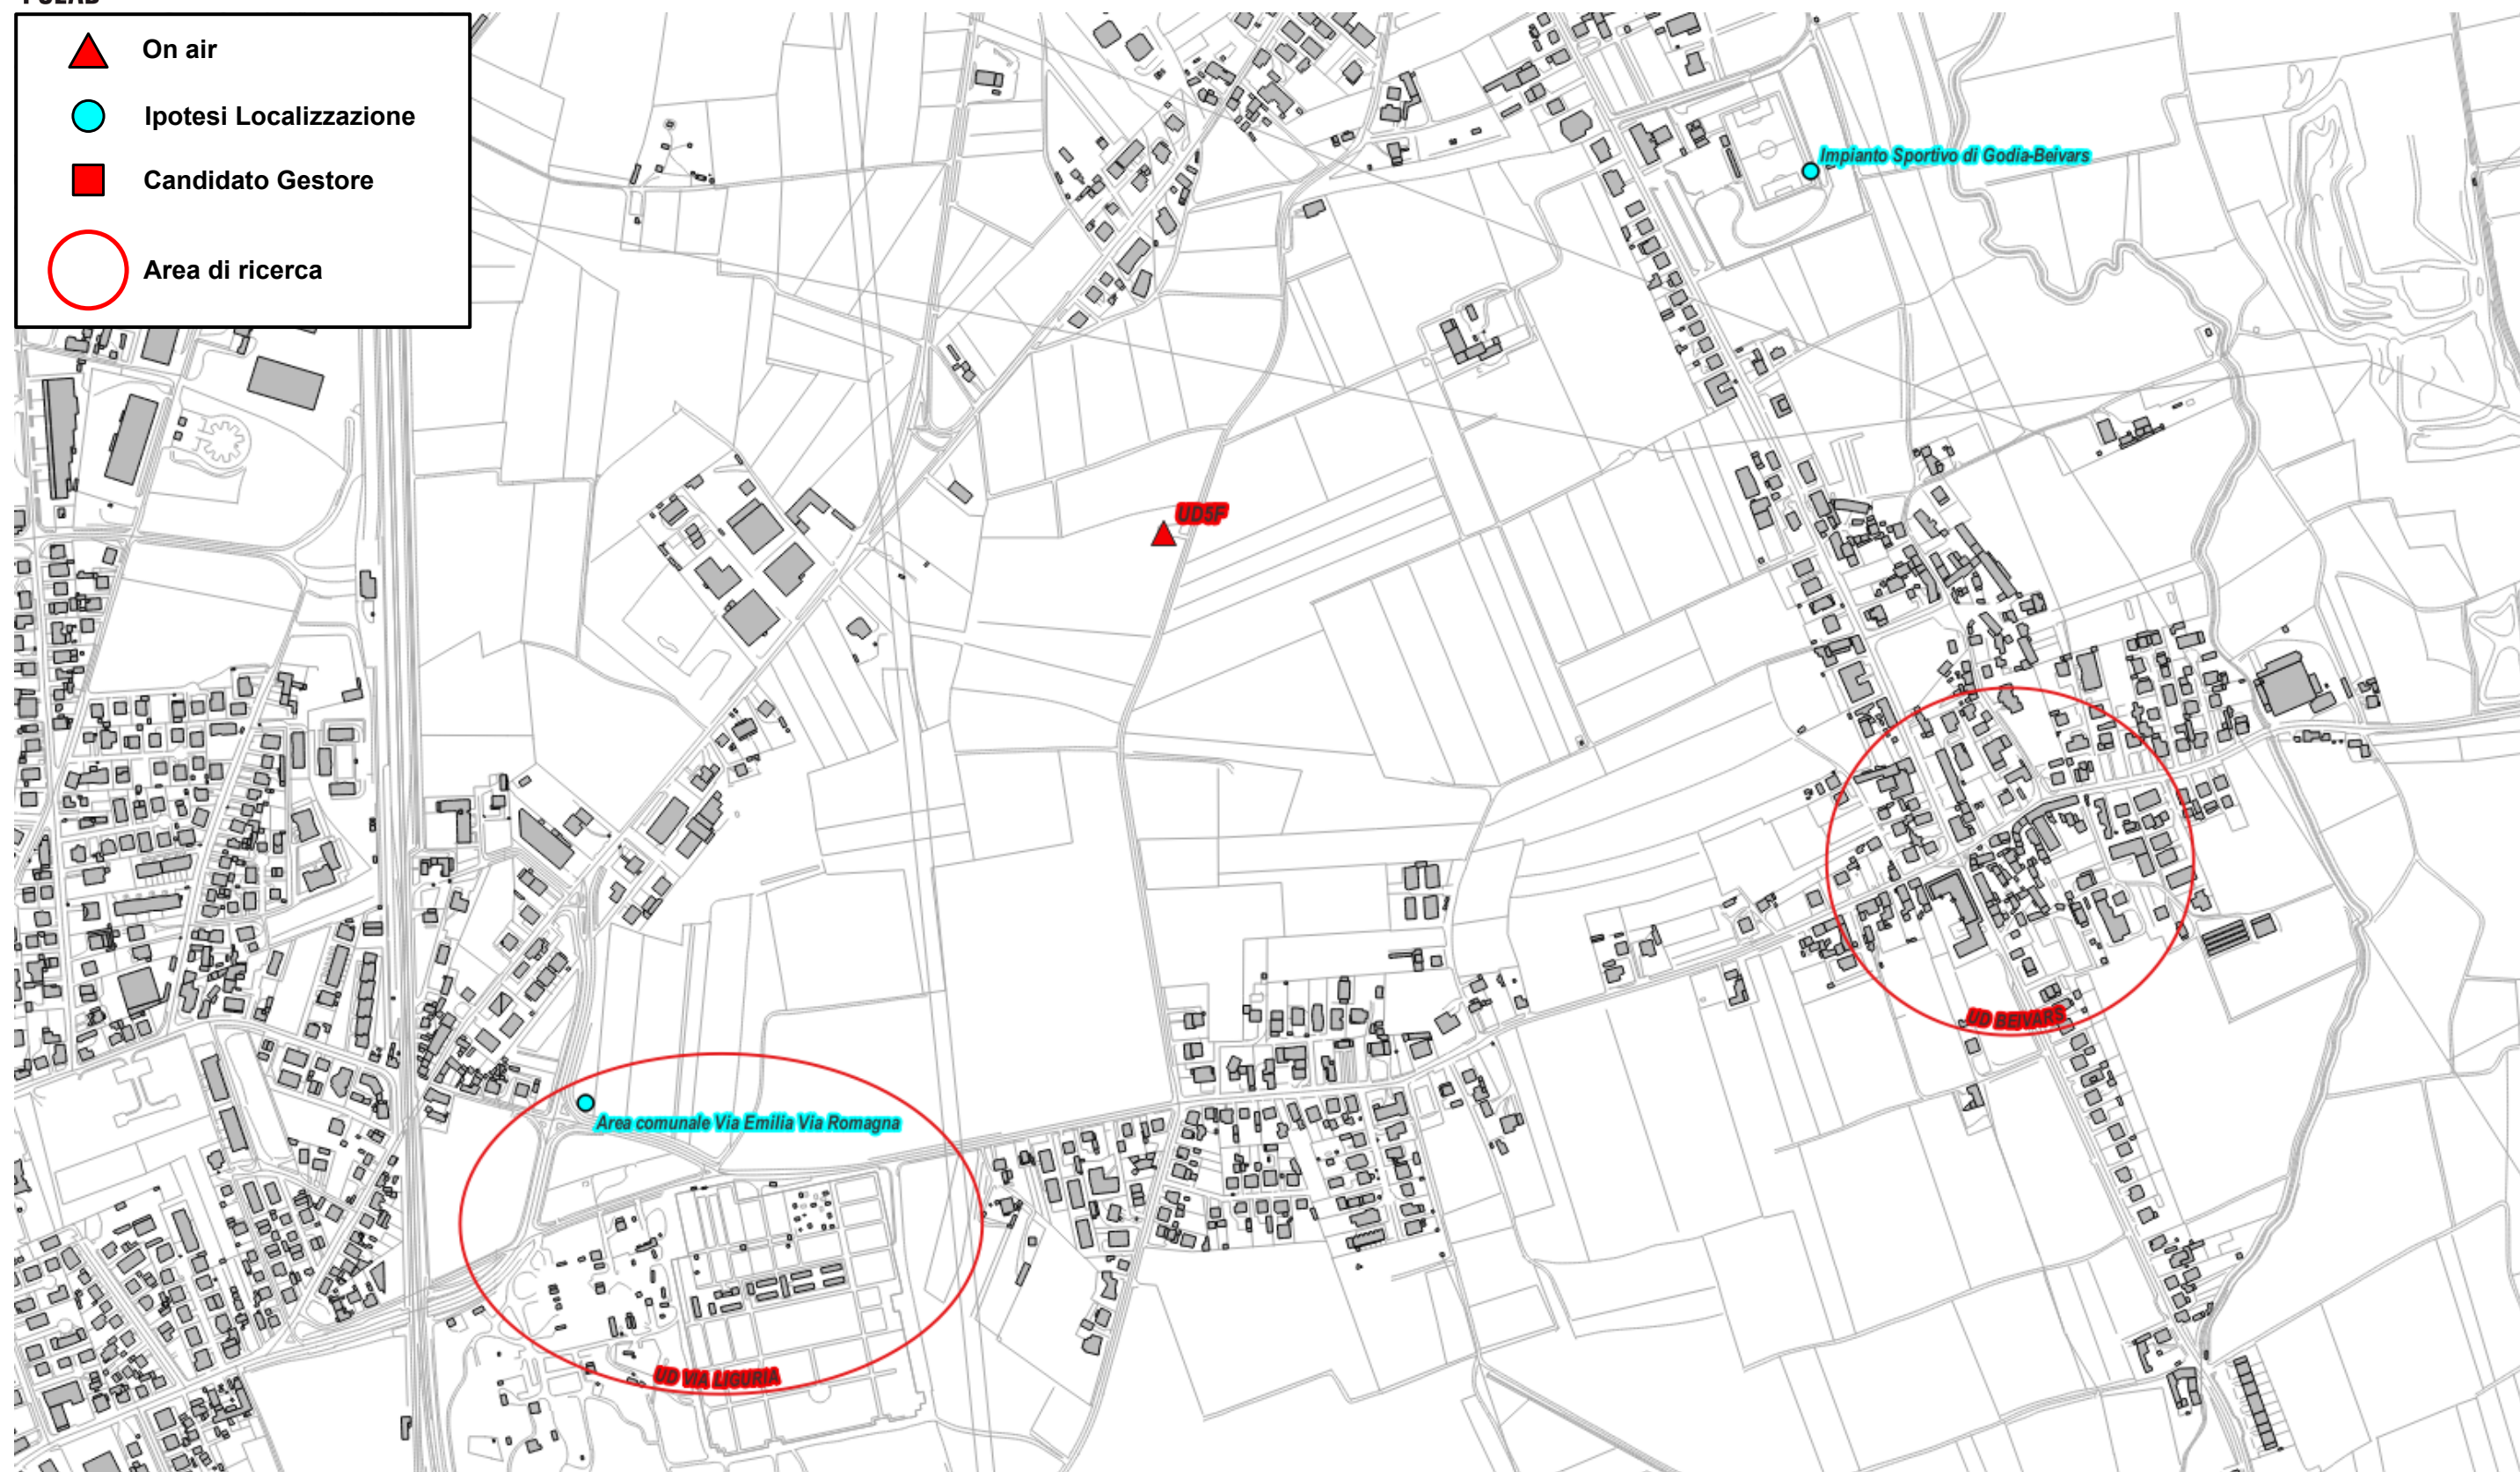 On air
Ipotesi Localizzazione
Candidato Gestore
Area di ricerca
Impianto Sportivo di Godia-Beivars
UD5F
UD BEIVARS
Area comunale Via Emilia Via Romagna
UD VIA LIGURIA